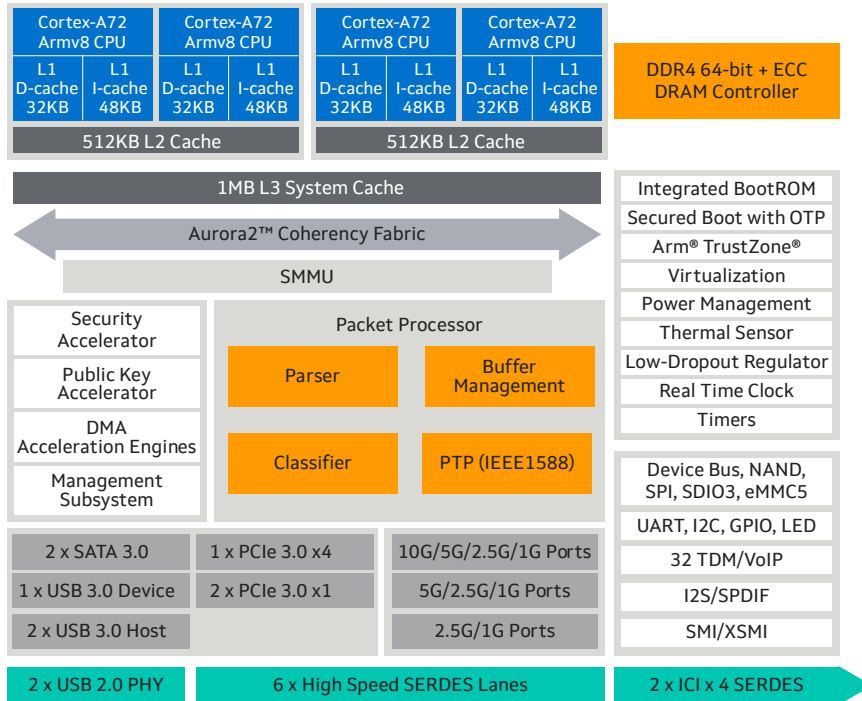 Cortex-A72
Armv8 CPU
Cortex-A72
Armv8 CPU
L1
D-cache
32KB
L1
I-cache
48KB
L1
D-cache
32KB
L1
I-cache
48KB
512KB L2 Cache
Cortex-A72
Armv8 CPU
Cortex-A72
Armv8 CPU
L1
D-cache
32KB
L1
I-cache
48KB
L1
D-cache
32KB
L1
I-cache
48KB
512KB L2 Cache
DDR4 64-bit + ECC
DRAM Controller
1MB L3 System Cache
Aurora2™ Coherency Fabric
SMMU
Security
Accelerator
Public Key
Accelerator
DMA
Acceleration Engines
Management
Subsystem
Packet Processor
Parser
Buffer
Management
Classifier
PTP (IEEE1588)
Integrated BootROM
Secured Boot with OTP
Arm® TrustZone®
Virtualization
Power Management
Thermal Sensor
Low-Dropout Regulator
Real Time Clock
Timers
Device Bus, NAND,
SPI, SDIO3, eMMC5
UART, I2C, GPIO, LED
32 TDM/VoIP
I2S/SPDIF
SMI/XSMI
2 x SATA 3.0
1 x USB 3.0 Device
2 x USB 3.0 Host
1 x PCIe 3.0 x4
2 x PCIe 3.0 x1
10G/5G/2.5G/1G Ports
5G/2.5G/1G Ports
2.5G/1G Ports
2 x USB 2.0 PHY
6 x High Speed SERDES Lanes
2 x ICI x 4 SERDES